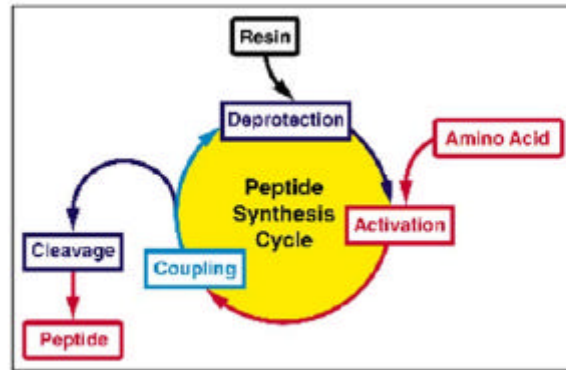 Resin
Deprotection
Amino Acid
Peptide
Synthesis
Cycle
Activation
Cleavage
Coupling
Peptide